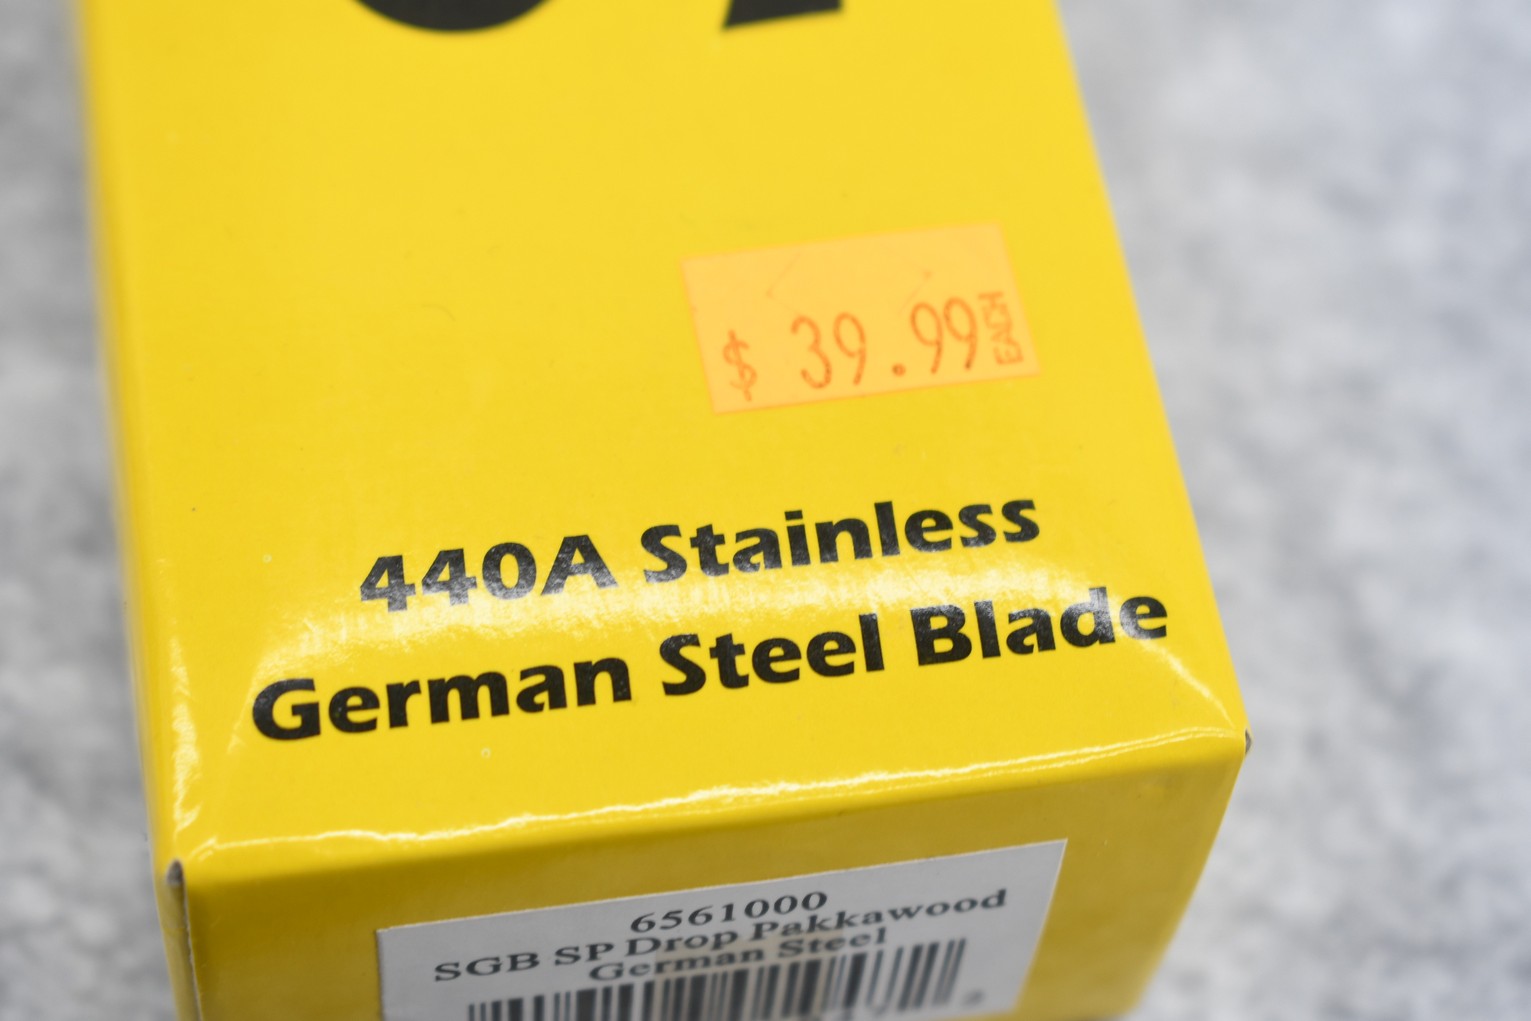 $ 39.99 EACH
440A Stainless
German Steel Blade
6561000
SGB SP Drop Pakkawood
German Steel